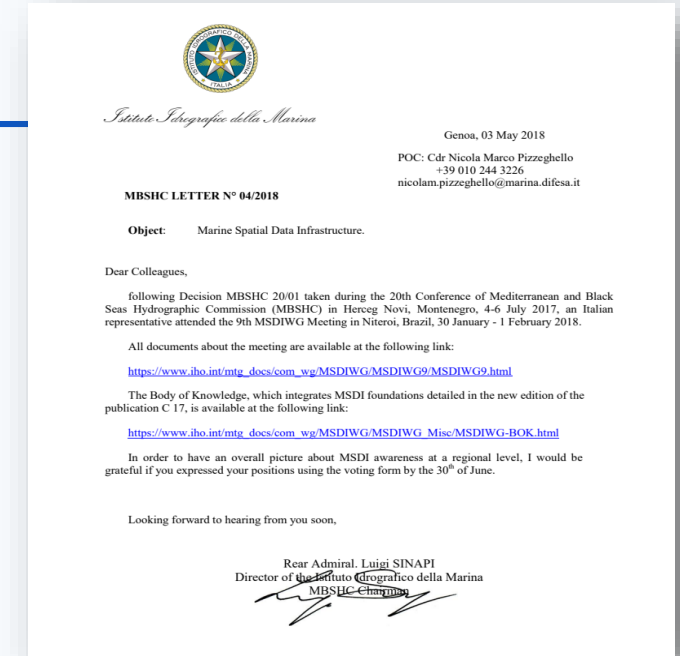 ISTITUTO IDROGRAFICO DELLA MARINA
ITALIA
Istituto Idrografico della Marina
Genoa, 03 May 2018
POC: Cdr Nicola Marco Pizzeghello
+39 010 244 3226
nicolam.pizzeghello@marina.difesa.it
MBSHC LETTER N° 04/2018
Object: Marine Spatial Data Infrastructure.
Dear Colleagues,
following Decision MBSHC 20/01 taken during the 20th Conference of Mediterranean and Black
Seas Hydrographic Commission (MBSHC) in Herceg Novi, Montenegro, 4-6 July 2017, an Italian
representative attended the 9th MSDIWG Meeting in Niteroi, Brazil, 30 January - 1 February 2018.
All documents about the meeting are available at the following link:
https://www.iho.int/mtg_docs/com_wg/MSDIWG/MSDIWG9/MSDIWG9.html
The Body of Knowledge, which integrates MSDI foundations detailed in the new edition of the
publication C 17, is available at the following link:
https://www.iho.int/mtg_docs/com_wg/MSDIWG/MSDIWG_Misc/MSDIWG-BOK.html
In order to have an overall picture about MSDI awareness at a regional level, I would be
grateful if you expressed your positions using the voting form by the 30th of June.
Looking forward to hearing from you soon,
Rear Admiral. Luigi SINAPI
Director of the Istituto Idrografico della Marina
MBSHC Chairman